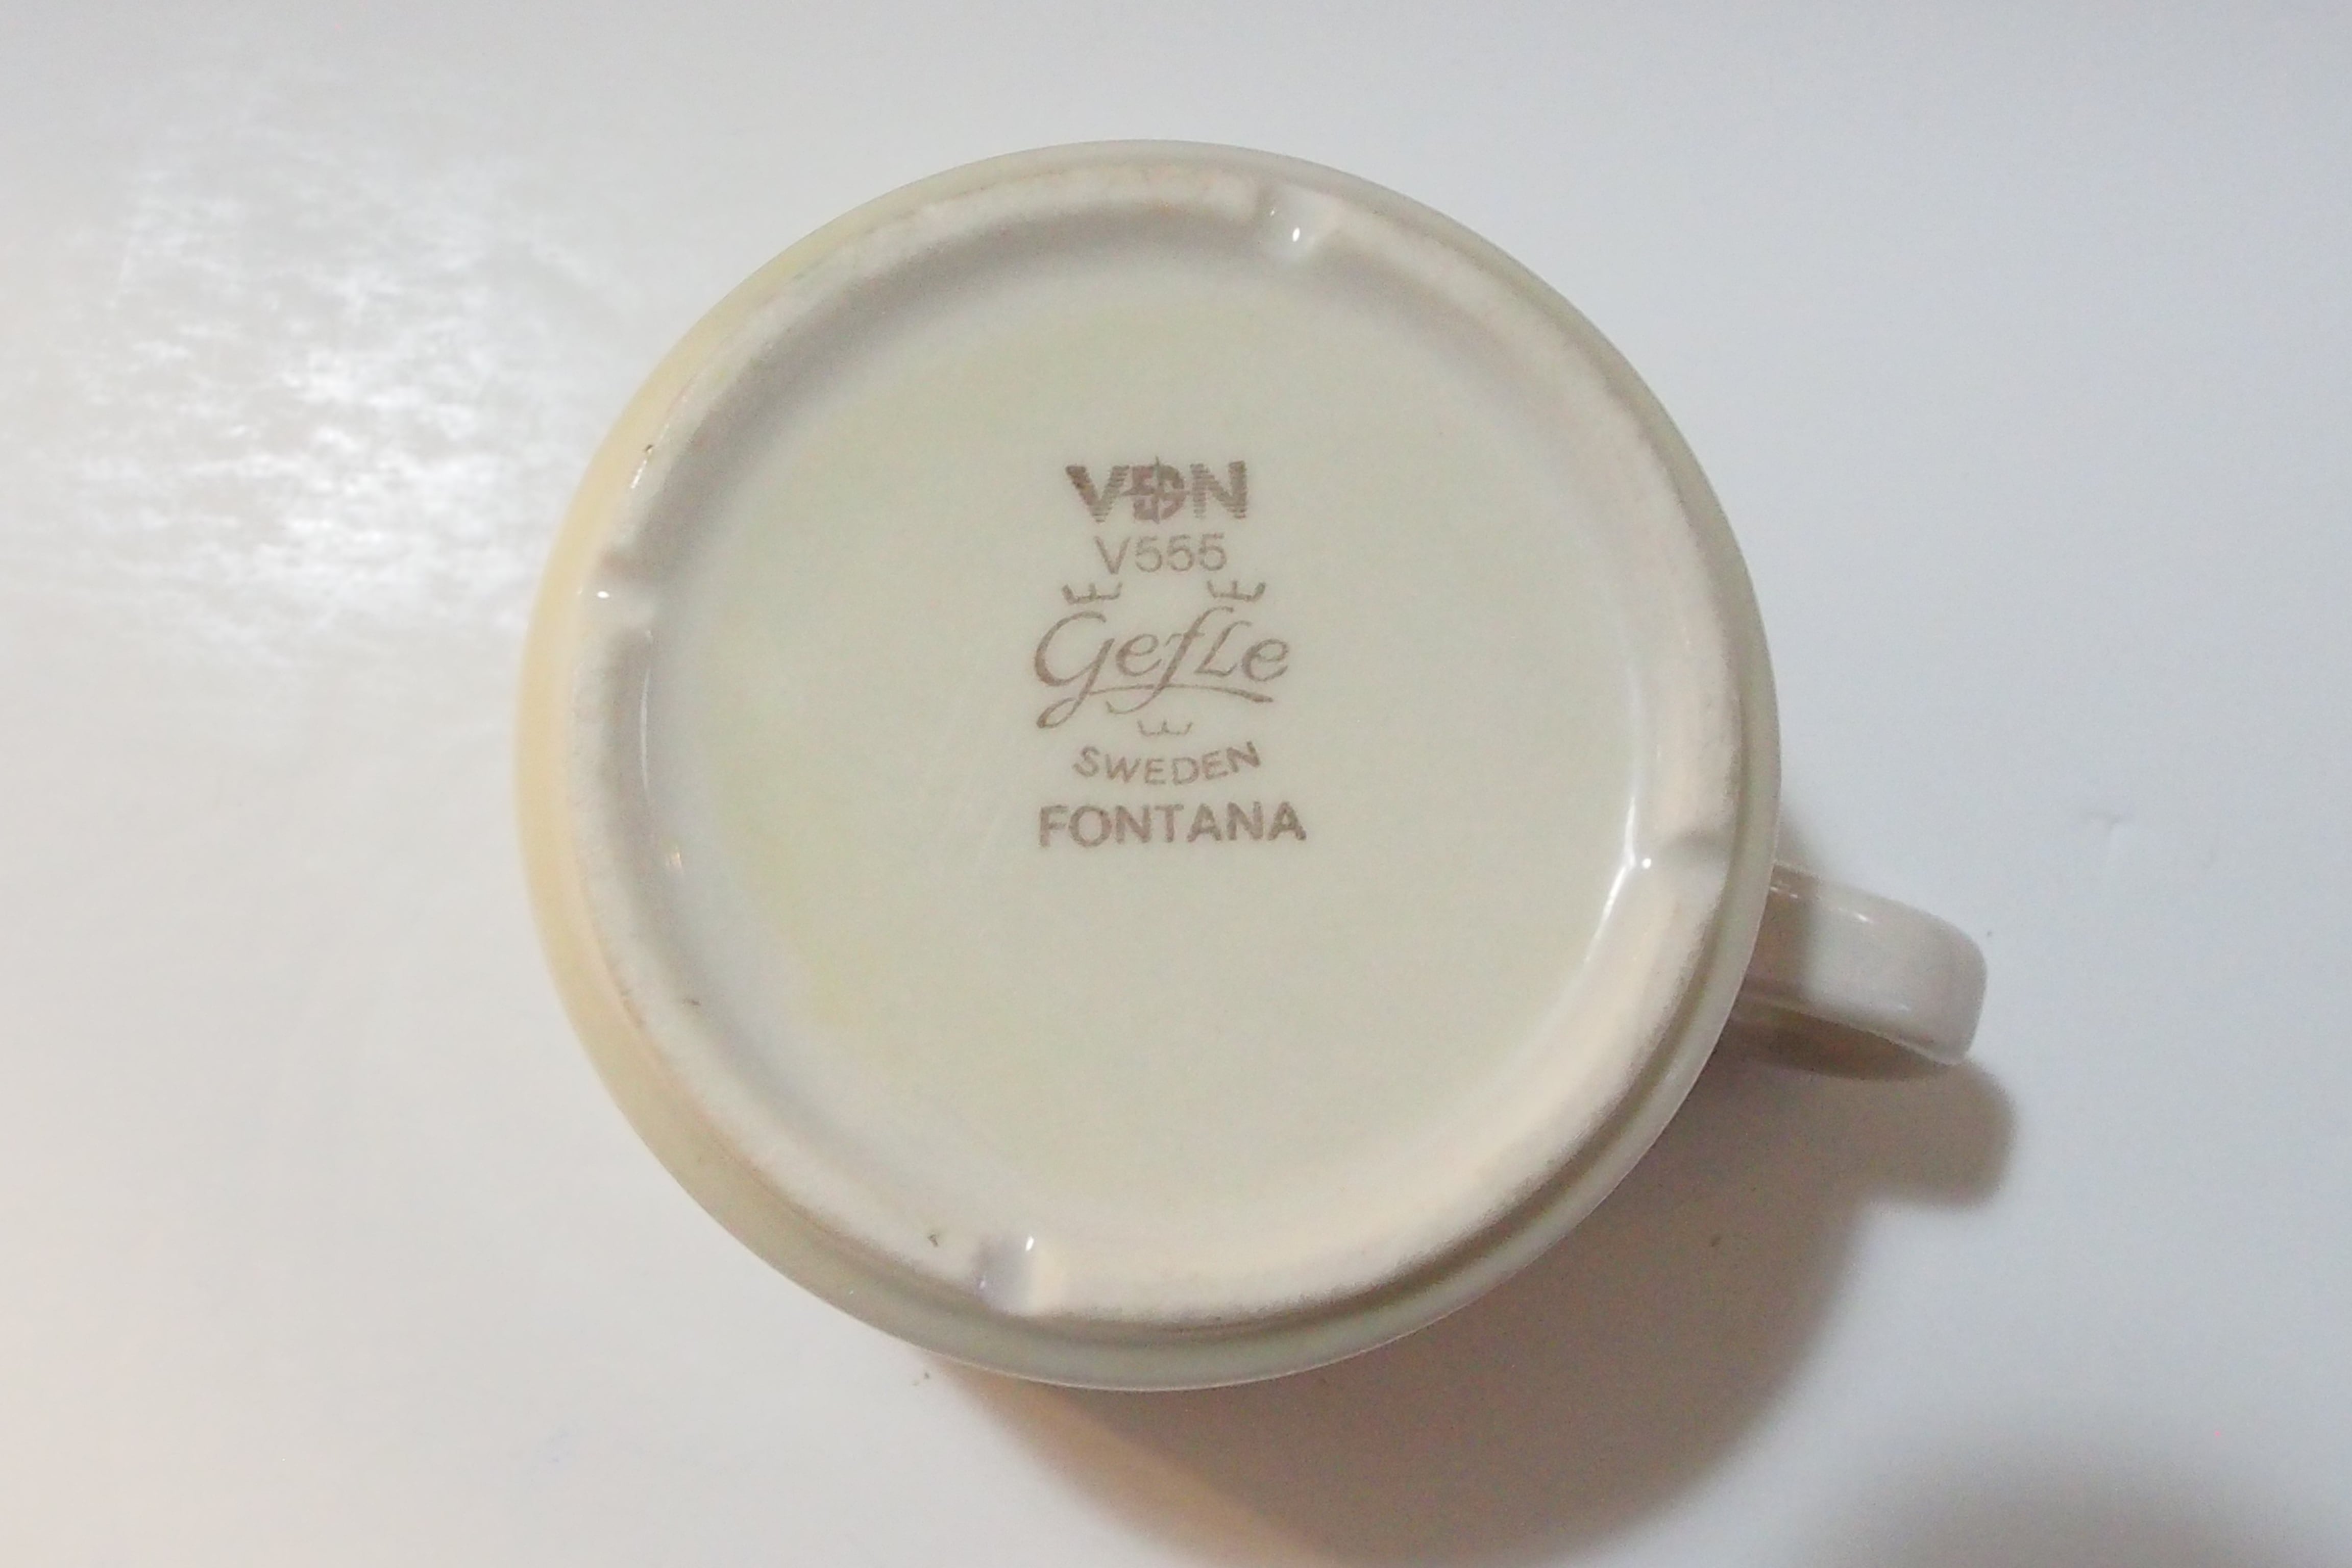 VDN
V555
Gefle
SWEDEN
FONTANA